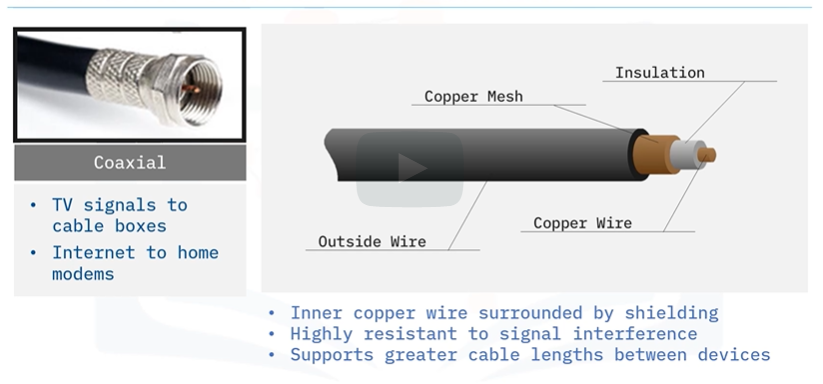 Coaxial
• TV signals to
cable boxes
• Internet to home
modems
Insulation
Copper Mesh
Copper Wire
Outside Wire
• Inner copper wire surrounded by shielding
• Highly resistant to signal interference
• Supports greater cable lengths between devices